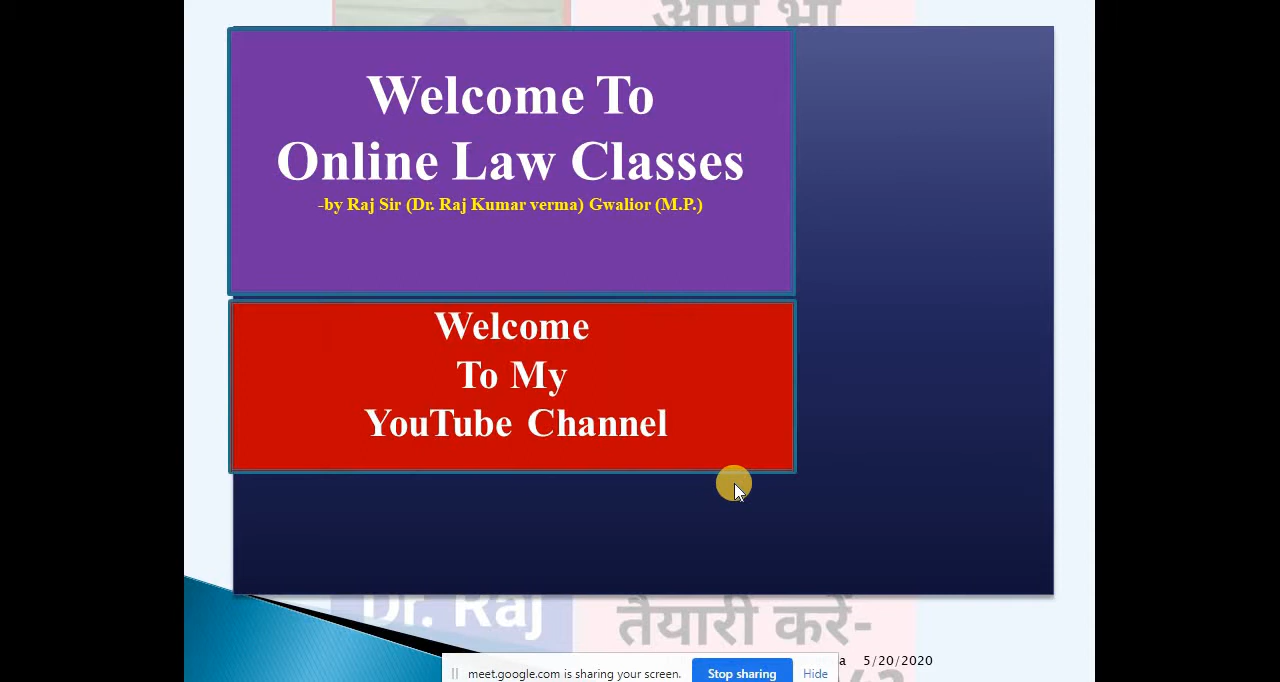 आप भी
Welcome To
Online Law Classes
-by Raj Sir (Dr. Raj Kumar verma) Gwalior (M.P.)
Welcome
To My
YouTube Channel
Dr. Raj
तैयारी करें-
5/20/2020
meet.google.com is sharing your screen.
Stop sharing
Hide